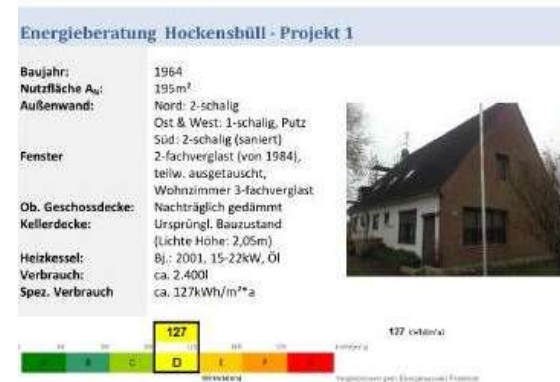 Energieberatung Hockensbüll - Projekt 1
Baujahr: 1964
Nutzfläche Aₙ: 195m²
Außenwand: Nord: 2-schalig
Ost & West: 1-schalig, Putz
Süd: 2-schalig (saniert)
Fenster 2-fachverglast (von 1984),
teilw. ausgetauscht,
Wohnzimmer 3-fachverglast
Ob. Geschossdecke: Nachträglich gedämmt
Kellerdecke: Ursprüngl. Bauzustand
(Lichte Höhe: 2,05m)
Heizkessel: Bj.: 2001, 15-22kW, Öl
Verbrauch: ca. 2.400l
Spez. Verbrauch ca. 127kWh/m²*a
127
127
A B C D E F